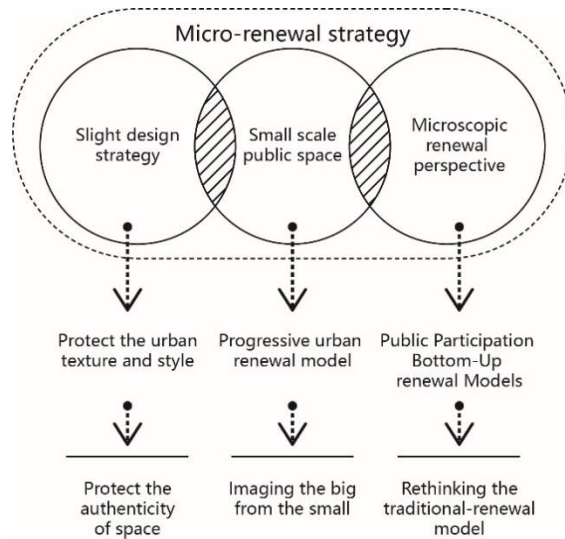 Micro-renewal strategy
Slight design
strategy
Small scale
public space
Microscopic
renewal
perspective
Protect the urban
texture and style
Progressive urban
renewal model
Public Participation
Bottom-Up
renewal Models
Protect the
authenticity
of space
Imaging the big
from the small
Rethinking the
traditional-renewal
model